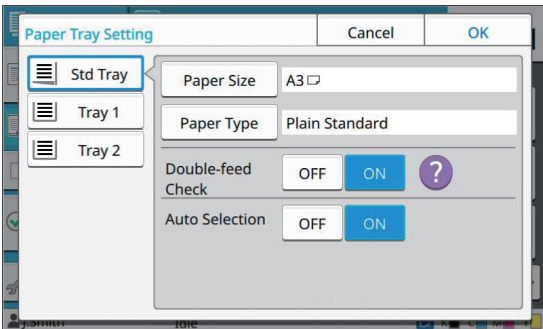 Paper Tray Setting
Cancel
OK
Std Tray
Paper Size
A3
Tray 1
Paper Type
Plain Standard
Tray 2
Double-feed
Check
OFF
ON
?
Auto Selection
OFF
ON
J.Smith
Idle
K
C
M
Y